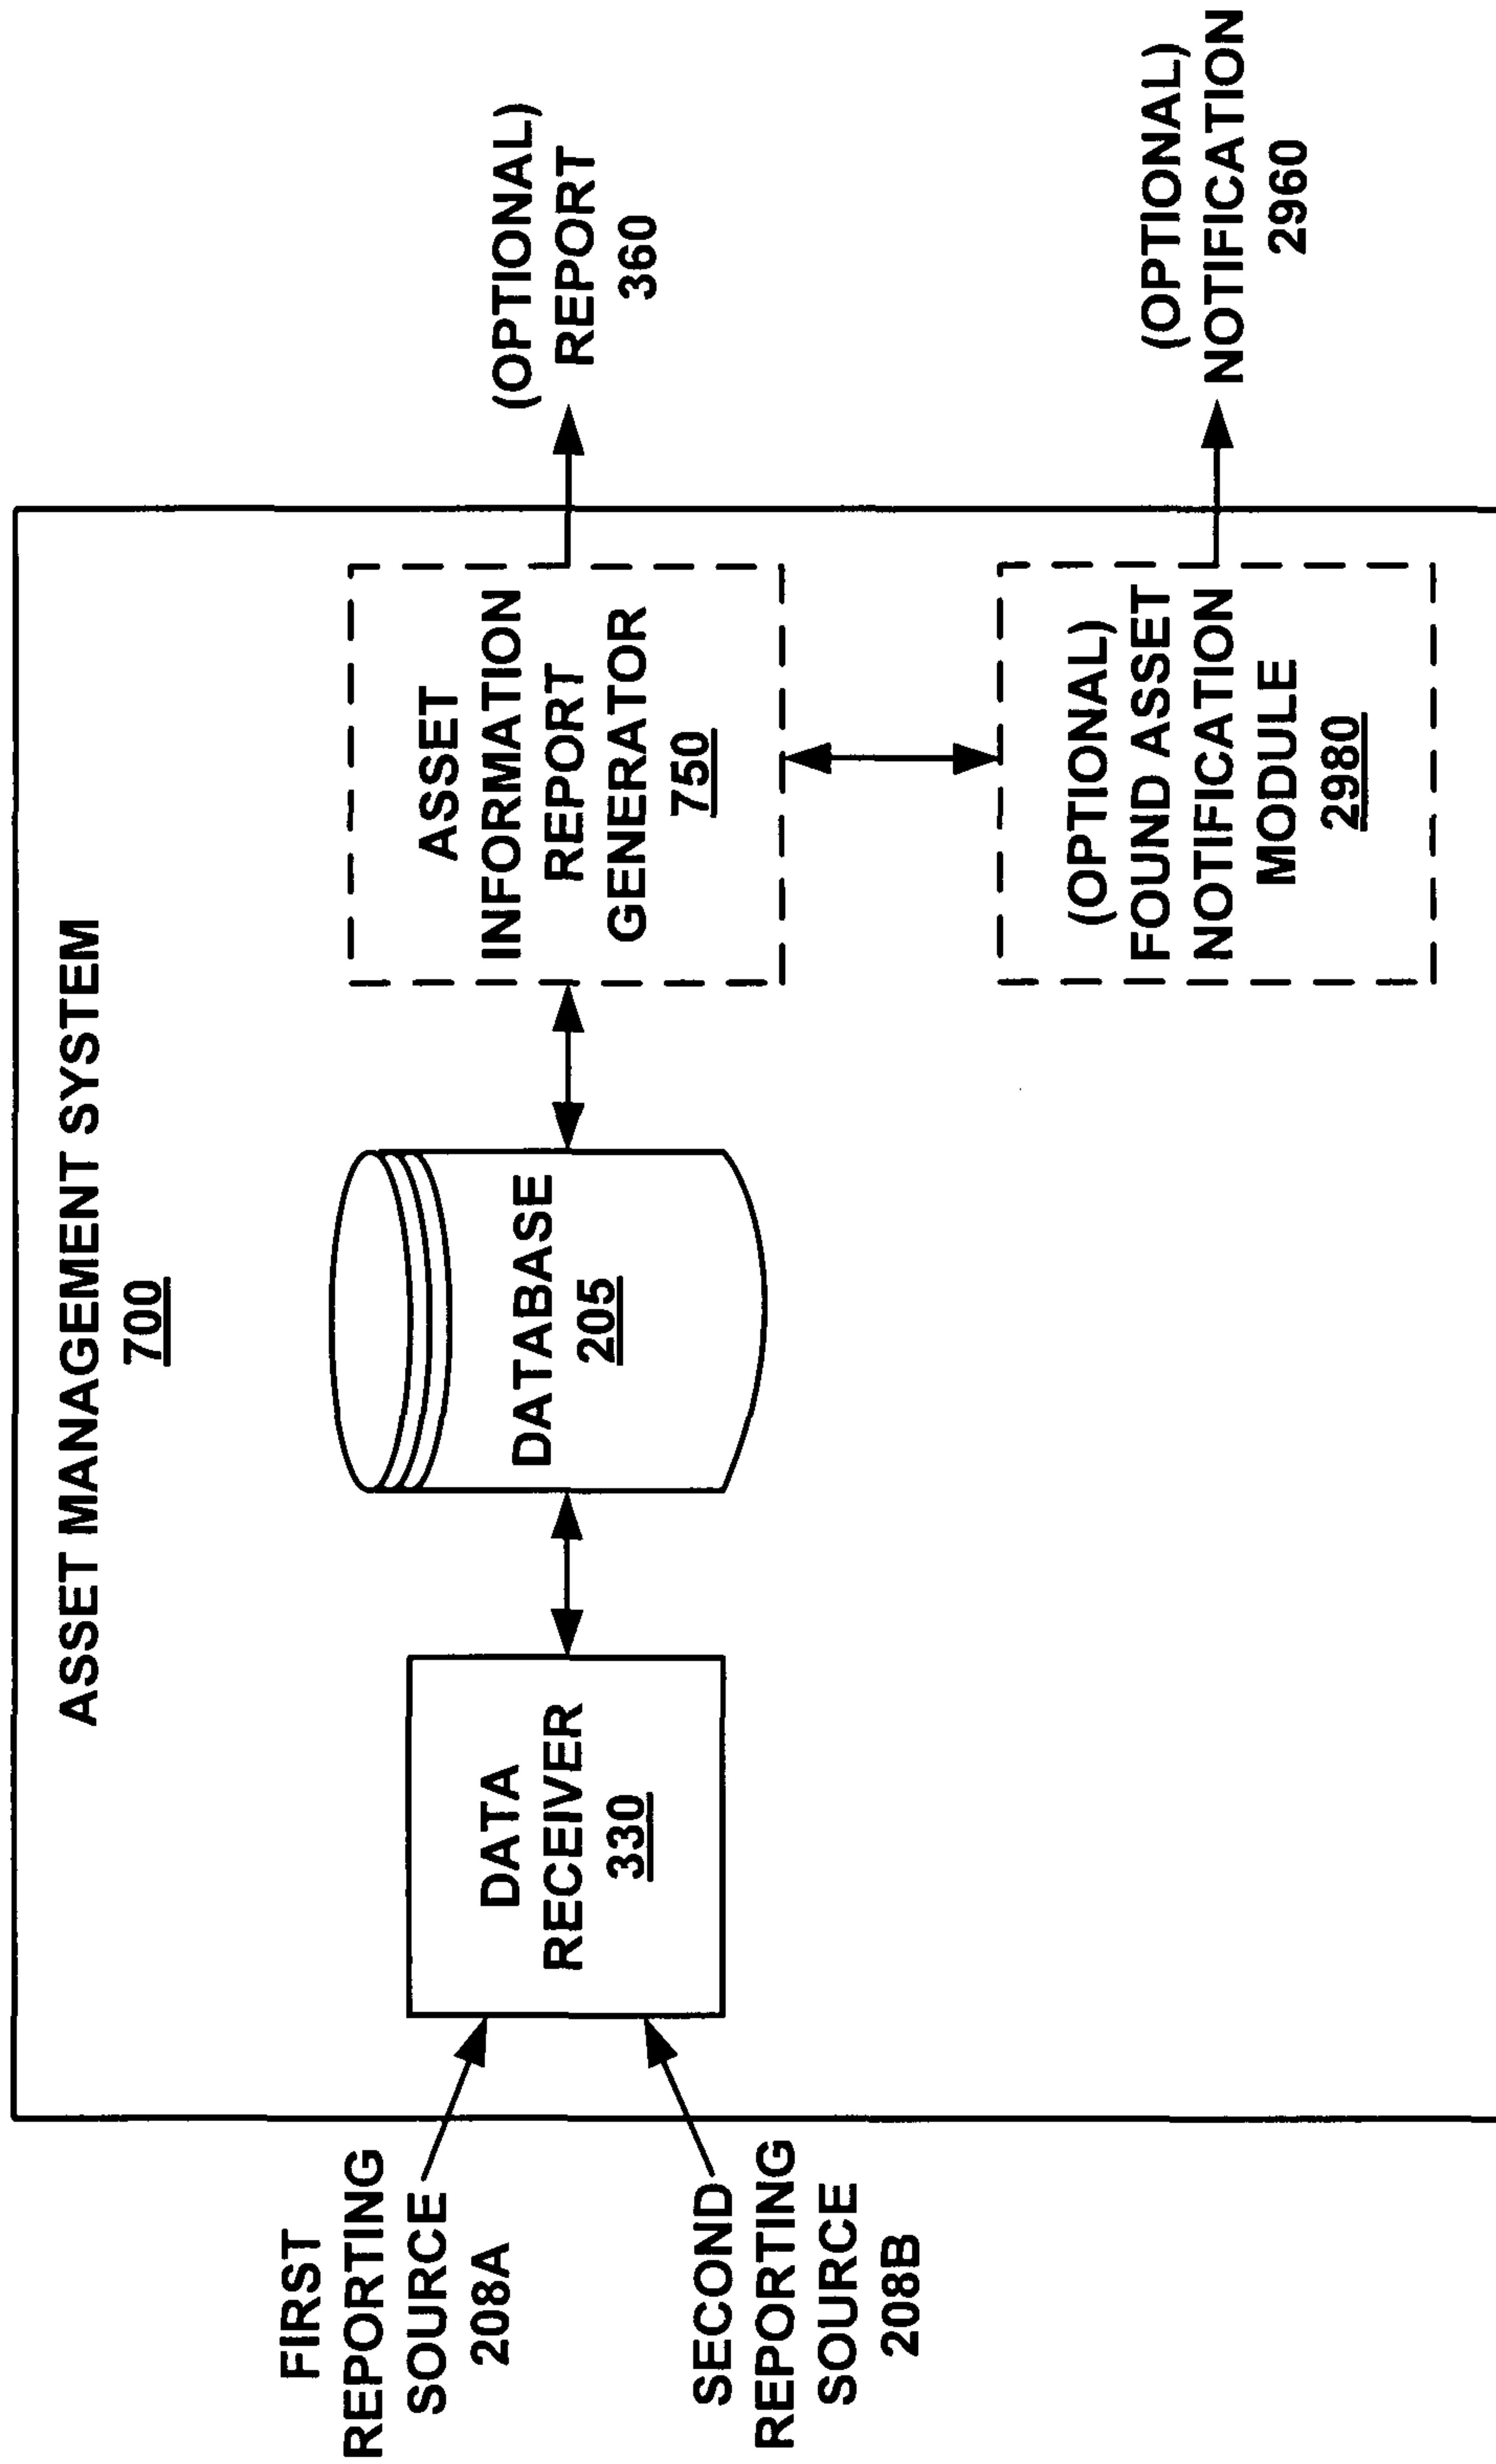 ASSET MANAGEMENT SYSTEM
700
FIRST
REPORTING
SOURCE
208A
SECOND
REPORTING
SOURCE
208B
DATA
RECEIVER
330
DATABASE
205
ASSET
INFORMATION
REPORT
GENERATOR
750
(OPTIONAL)
REPORT
360
(OPTIONAL)
FOUND ASSET
NOTIFICATION
MODULE
2980
(OPTIONAL)
NOTIFICATION
2960